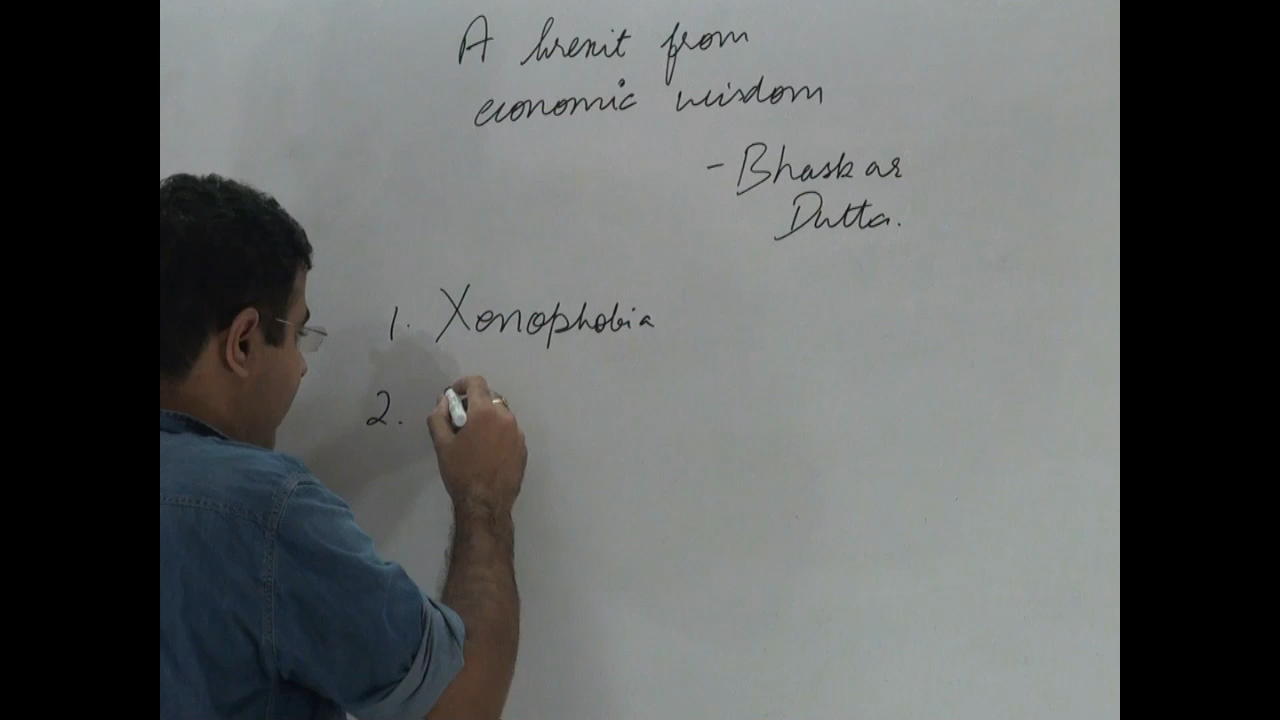 A brexit from
economic wisdom
- Bhaskar
Dutta.
1. Xenophobia
2.